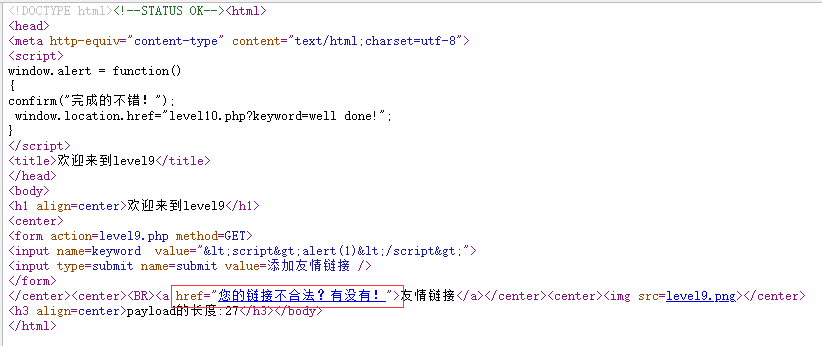 <!DOCTYPE html><!--STATUS OK--><html>
<head>
<meta http-equiv="content-type" content="text/html;charset=utf-8">
<script>
window.alert = function()
{
confirm("完成的不错！");
 window.location.href="level10.php?keyword=well done!";
}
</script>
<title>欢迎来到level9</title>
</head>
<body>
<h1 align=center>欢迎来到level9</h1>
<center>
<form action=level9.php method=GET>
<input name=keyword  value="&lt;script&gt;alert(1)&lt;/script&gt;">
<input type=submit name=submit value=添加友情链接 />
</form>
</center><center><BR><a href="您的链接不合法？有没有！">友情链接</a></center><center><img src=level9.png></center>
<h3 align=center>payload的长度:27</h3></body>
</html>